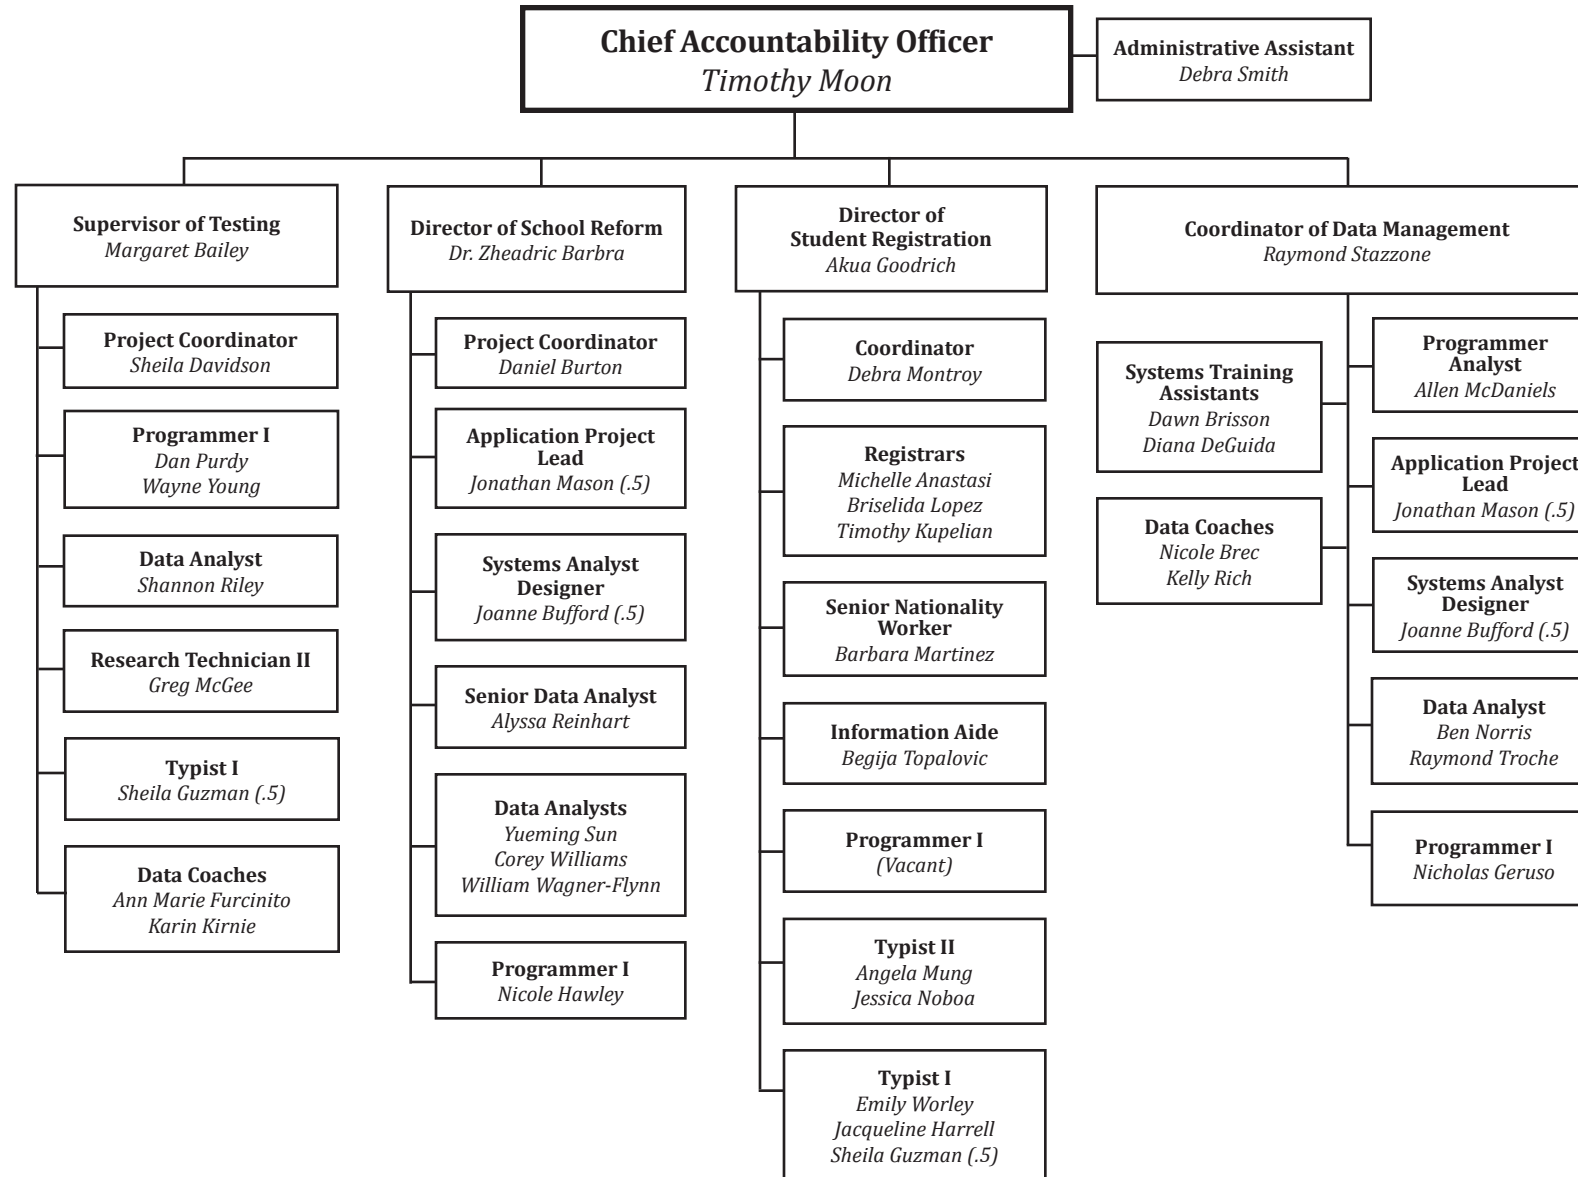 Chief Accountability Officer
Timothy Moon
Administrative Assistant
Debra Smith
Supervisor of Testing
Margaret Bailey
Project Coordinator
Sheila Davidson
Programmer I
Dan Purdy
Wayne Young
Data Analyst
Shannon Riley
Research Technician II
Greg McGee
Typist I
Sheila Guzman (.5)
Data Coaches
Ann Marie Furcinito
Karin Kirnie
Director of School Reform
Dr. Zheadric Barbra
Project Coordinator
Daniel Burton
Application Project
Lead
Jonathan Mason (.5)
Systems Analyst
Designer
Joanne Bufford (.5)
Senior Data Analyst
Alyssa Reinhart
Data Analysts
Yueming Sun
Corey Williams
William Wagner-Flynn
Programmer I
Nicole Hawley
Director of
Student Registration
Akua Goodrich
Coordinator
Debra Montroy
Registrars
Michelle Anastasi
Briselida Lopez
Timothy Kupelian
Senior Nationality
Worker
Barbara Martinez
Information Aide
Begija Topalovic
Programmer I
(Vacant)
Typist II
Angela Mung
Jessica Noboa
Typist I
Emily Worley
Jacqueline Harrell
Sheila Guzman (.5)
Coordinator of Data Management
Raymond Stazzone
Systems Training
Assistants
Dawn Brisson
Diana DeGuida
Data Coaches
Nicole Brec
Kelly Rich
Programmer
Analyst
Allen McDaniels
Application Project
Lead
Jonathan Mason (.5)
Systems Analyst
Designer
Joanne Bufford (.5)
Data Analyst
Ben Norris
Raymond Troche
Programmer I
Nicholas Geruso